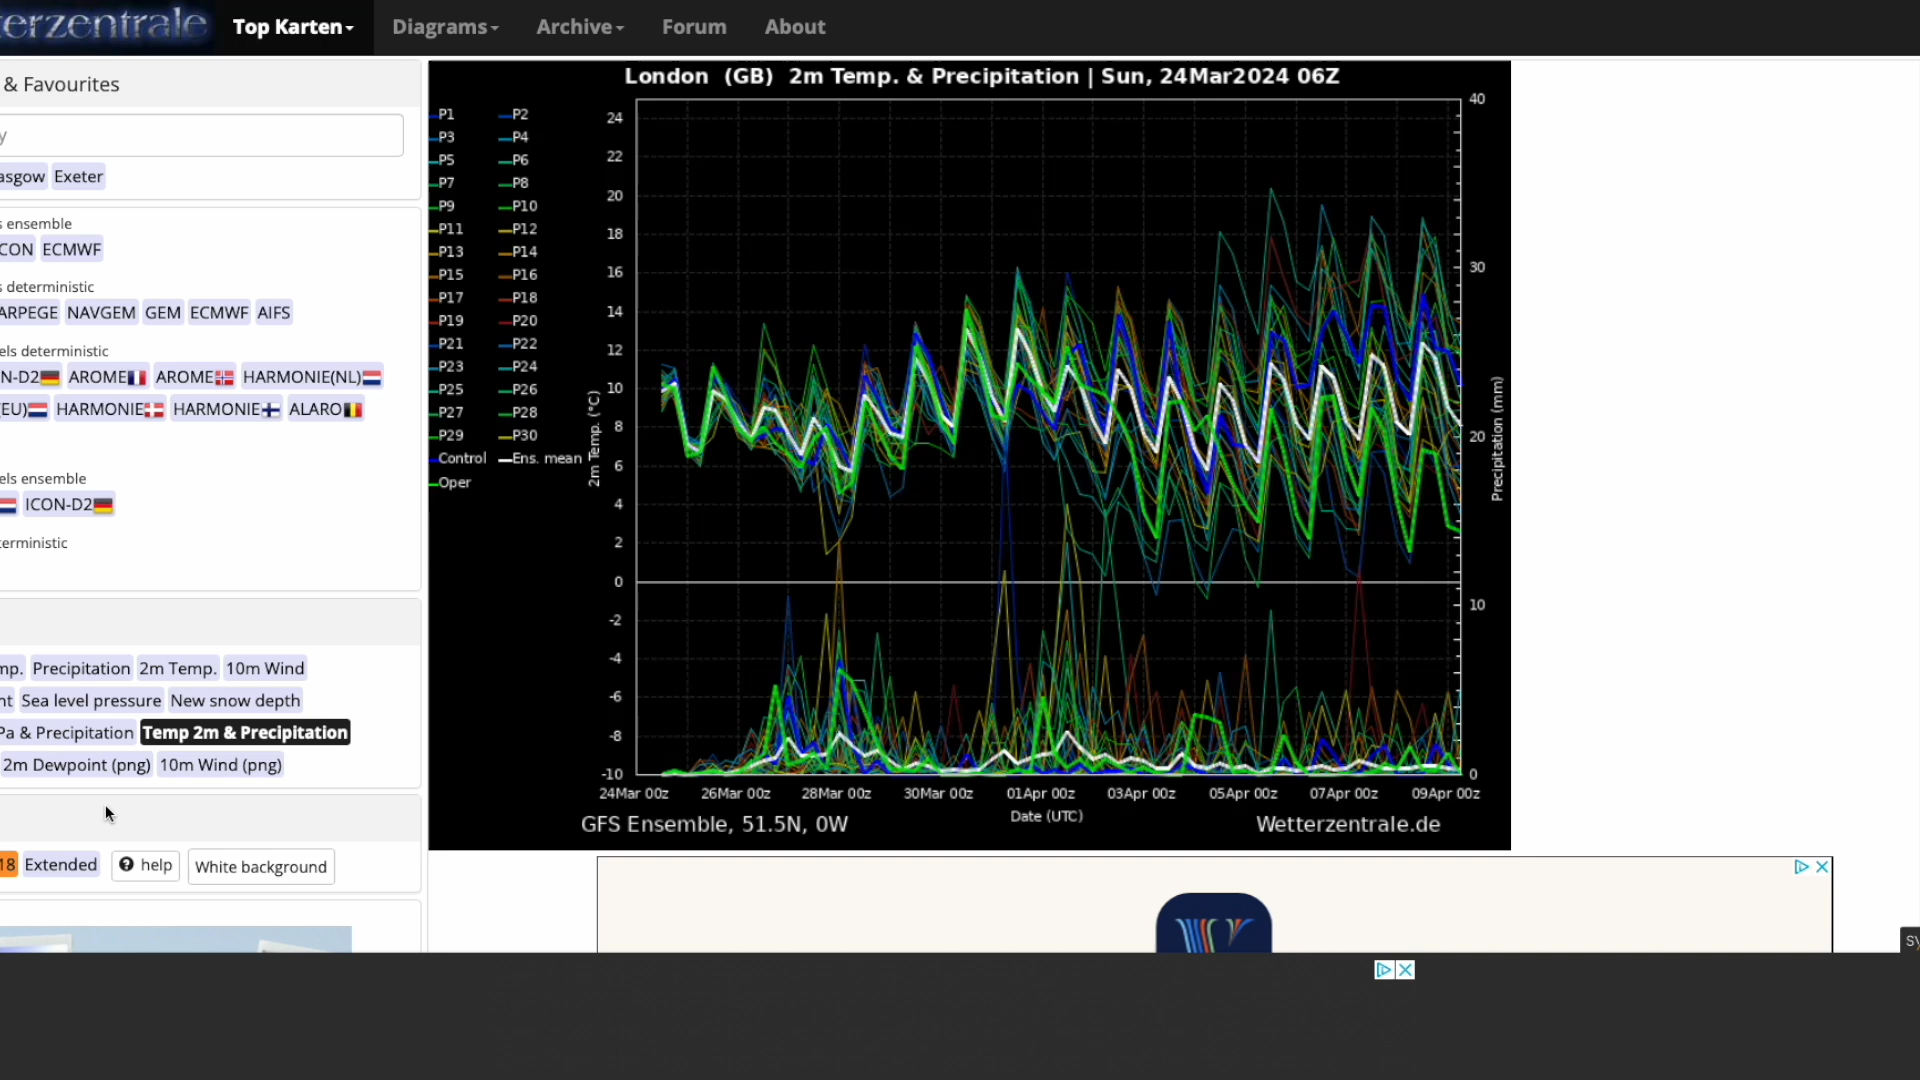 erzentrale
Top Karten
Diagrams
Archive
Forum
About
& Favourites
y
asgow Exeter
s ensemble
CON ECMWF
s deterministic
ARPEGE NAVGEM GEM ECMWF AIFS
els deterministic
N-D2 AROME AROME HARMONIE(NL)
(EU) HARMONIE HARMONIE ALARO
els ensemble
ICON-D2
erministic
mp. Precipitation 2m Temp. 10m Wind
nt Sea level pressure New snow depth
Pa & Precipitation Temp 2m & Precipitation
2m Dewpoint (png) 10m Wind (png)
18 Extended help White background
London (GB) 2m Temp. & Precipitation | Sun, 24Mar2024 06Z
P1 P2
P3 P4
P5 P6
P7 P8
P9 P10
P11 P12
P13 P14
P15 P16
P17 P18
P19 P20
P21 P22
P23 P24
P25 P26
P27 P28
P29 P30
Control Ens. mean
Oper
2m Temp. (°C)
24
22
20
18
16
14
12
10
8
6
4
2
0
-2
-4
-6
-8
-10
40
30
20
10
0
Precipitation (mm)
24Mar 00z 26Mar 00z 28Mar 00z 30Mar 00z 01Apr 00z 03Apr 00z 05Apr 00z 07Apr 00z 09Apr 00z
Date (UTC)
GFS Ensemble, 51.5N, 0W
Wetterzentrale.de
sy